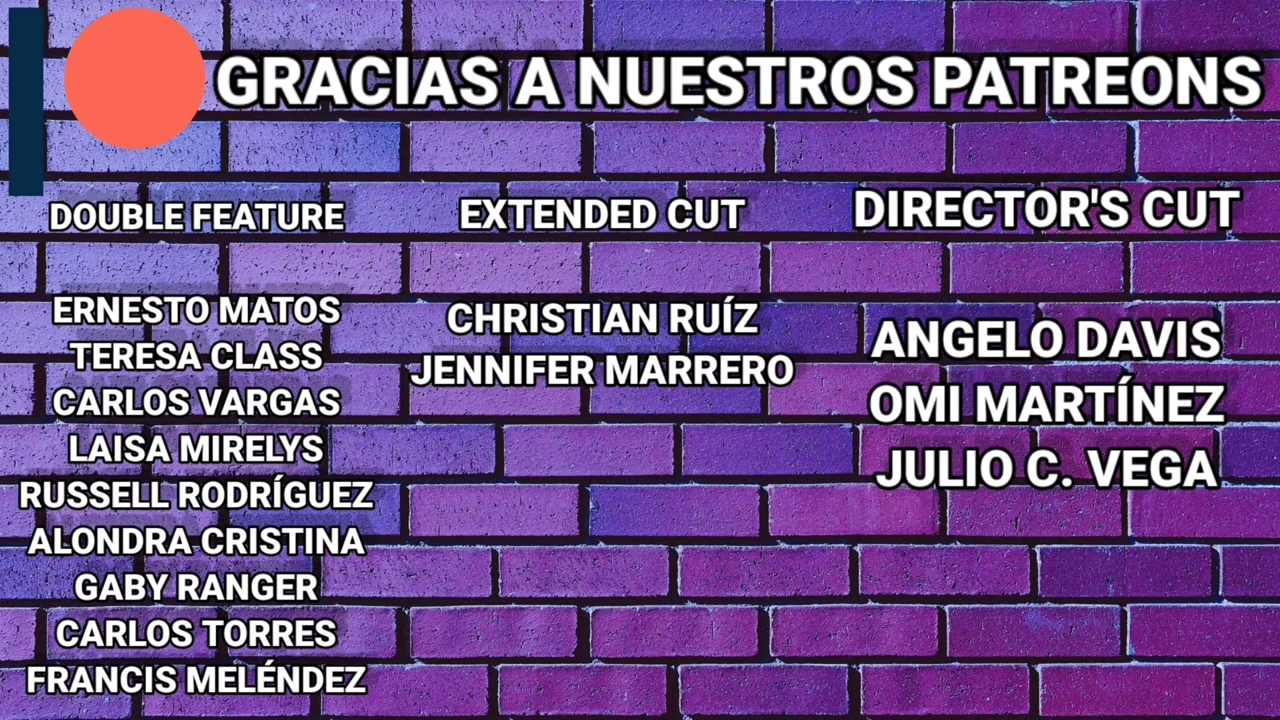 GRACIAS A NUESTROS PATREONS
DOUBLE FEATURE
ERNESTO MATOS
TERESA CLASS
CARLOS VARGAS
LAISA MIRELYS
RUSSELL RODRÍGUEZ
ALONDRA CRISTINA
GABY RANGER
CARLOS TORRES
FRANCIS MELÉNDEZ
EXTENDED CUT
CHRISTIAN RUÍZ
JENNIFER MARRERO
DIRECTOR'S CUT
ANGELO DAVIS
OMI MARTÍNEZ
JULIO C. VEGA